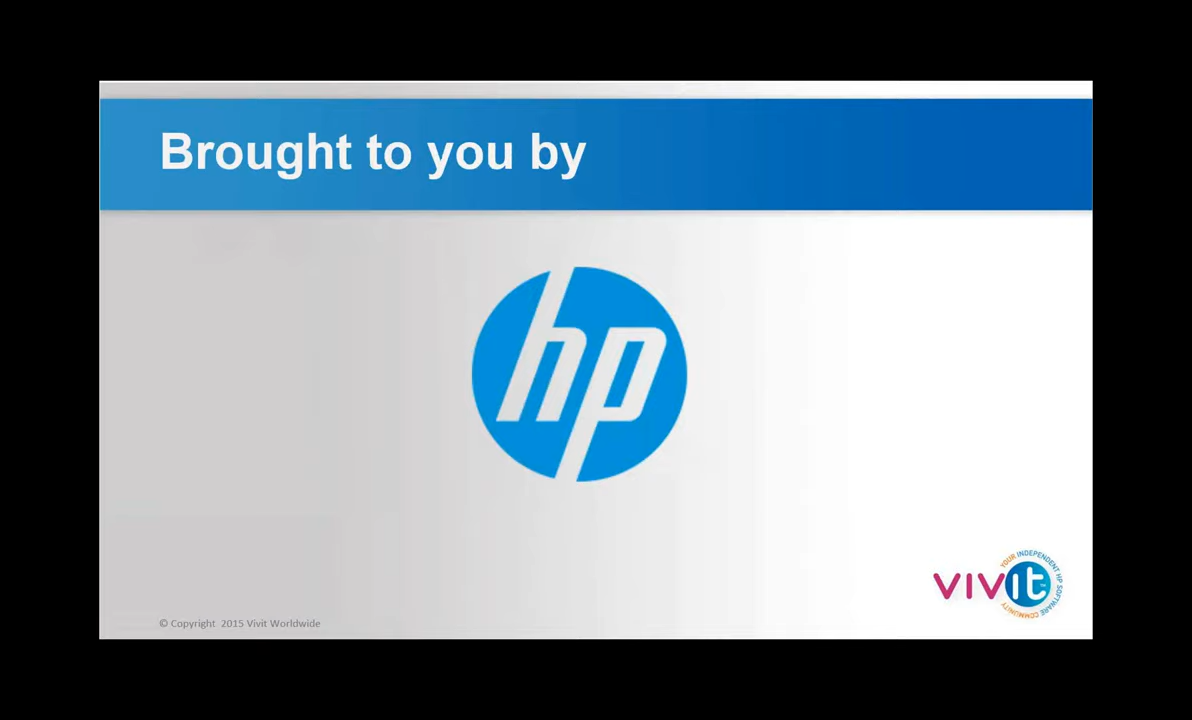 Brought to you by
hp
vivit
YOUR INDEPENDENT HP SOFTWARE COMMUNITY
© Copyright 2015 Vivit Worldwide